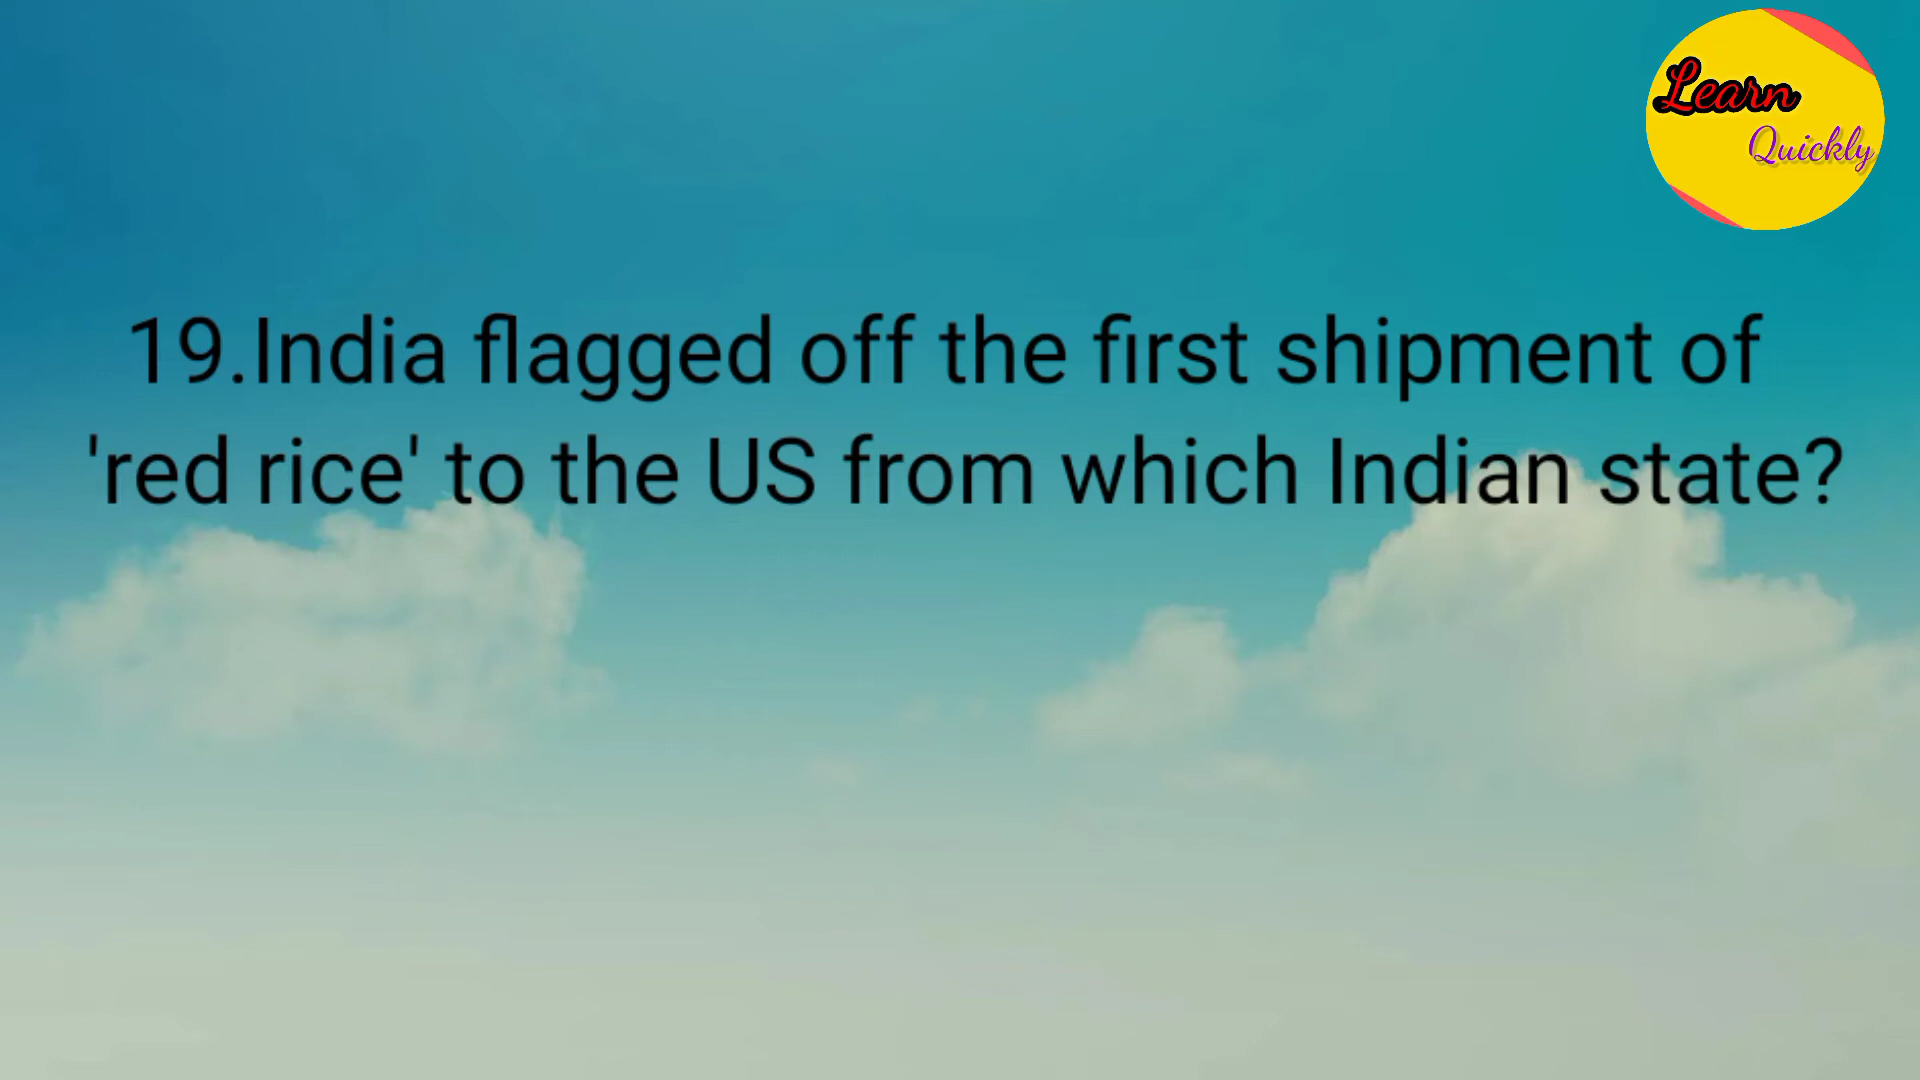 Learn
Quickly
19.India flagged off the first shipment of
'red rice' to the US from which Indian state?